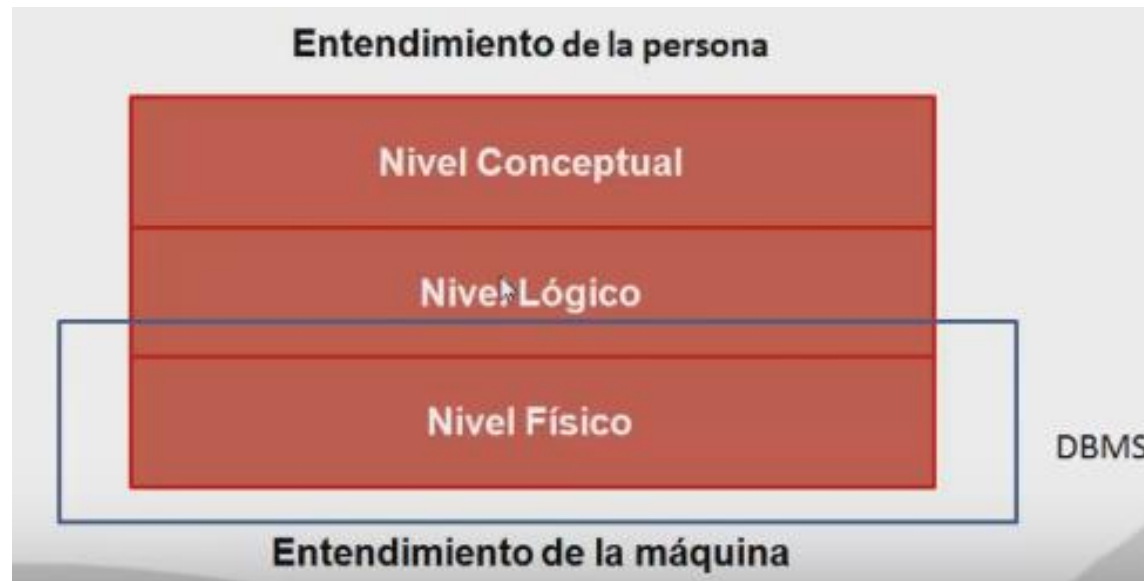 Entendimiento de la persona
Nivel Conceptual
Nivel Lógico
Nivel Físico
DBMS
Entendimiento de la máquina